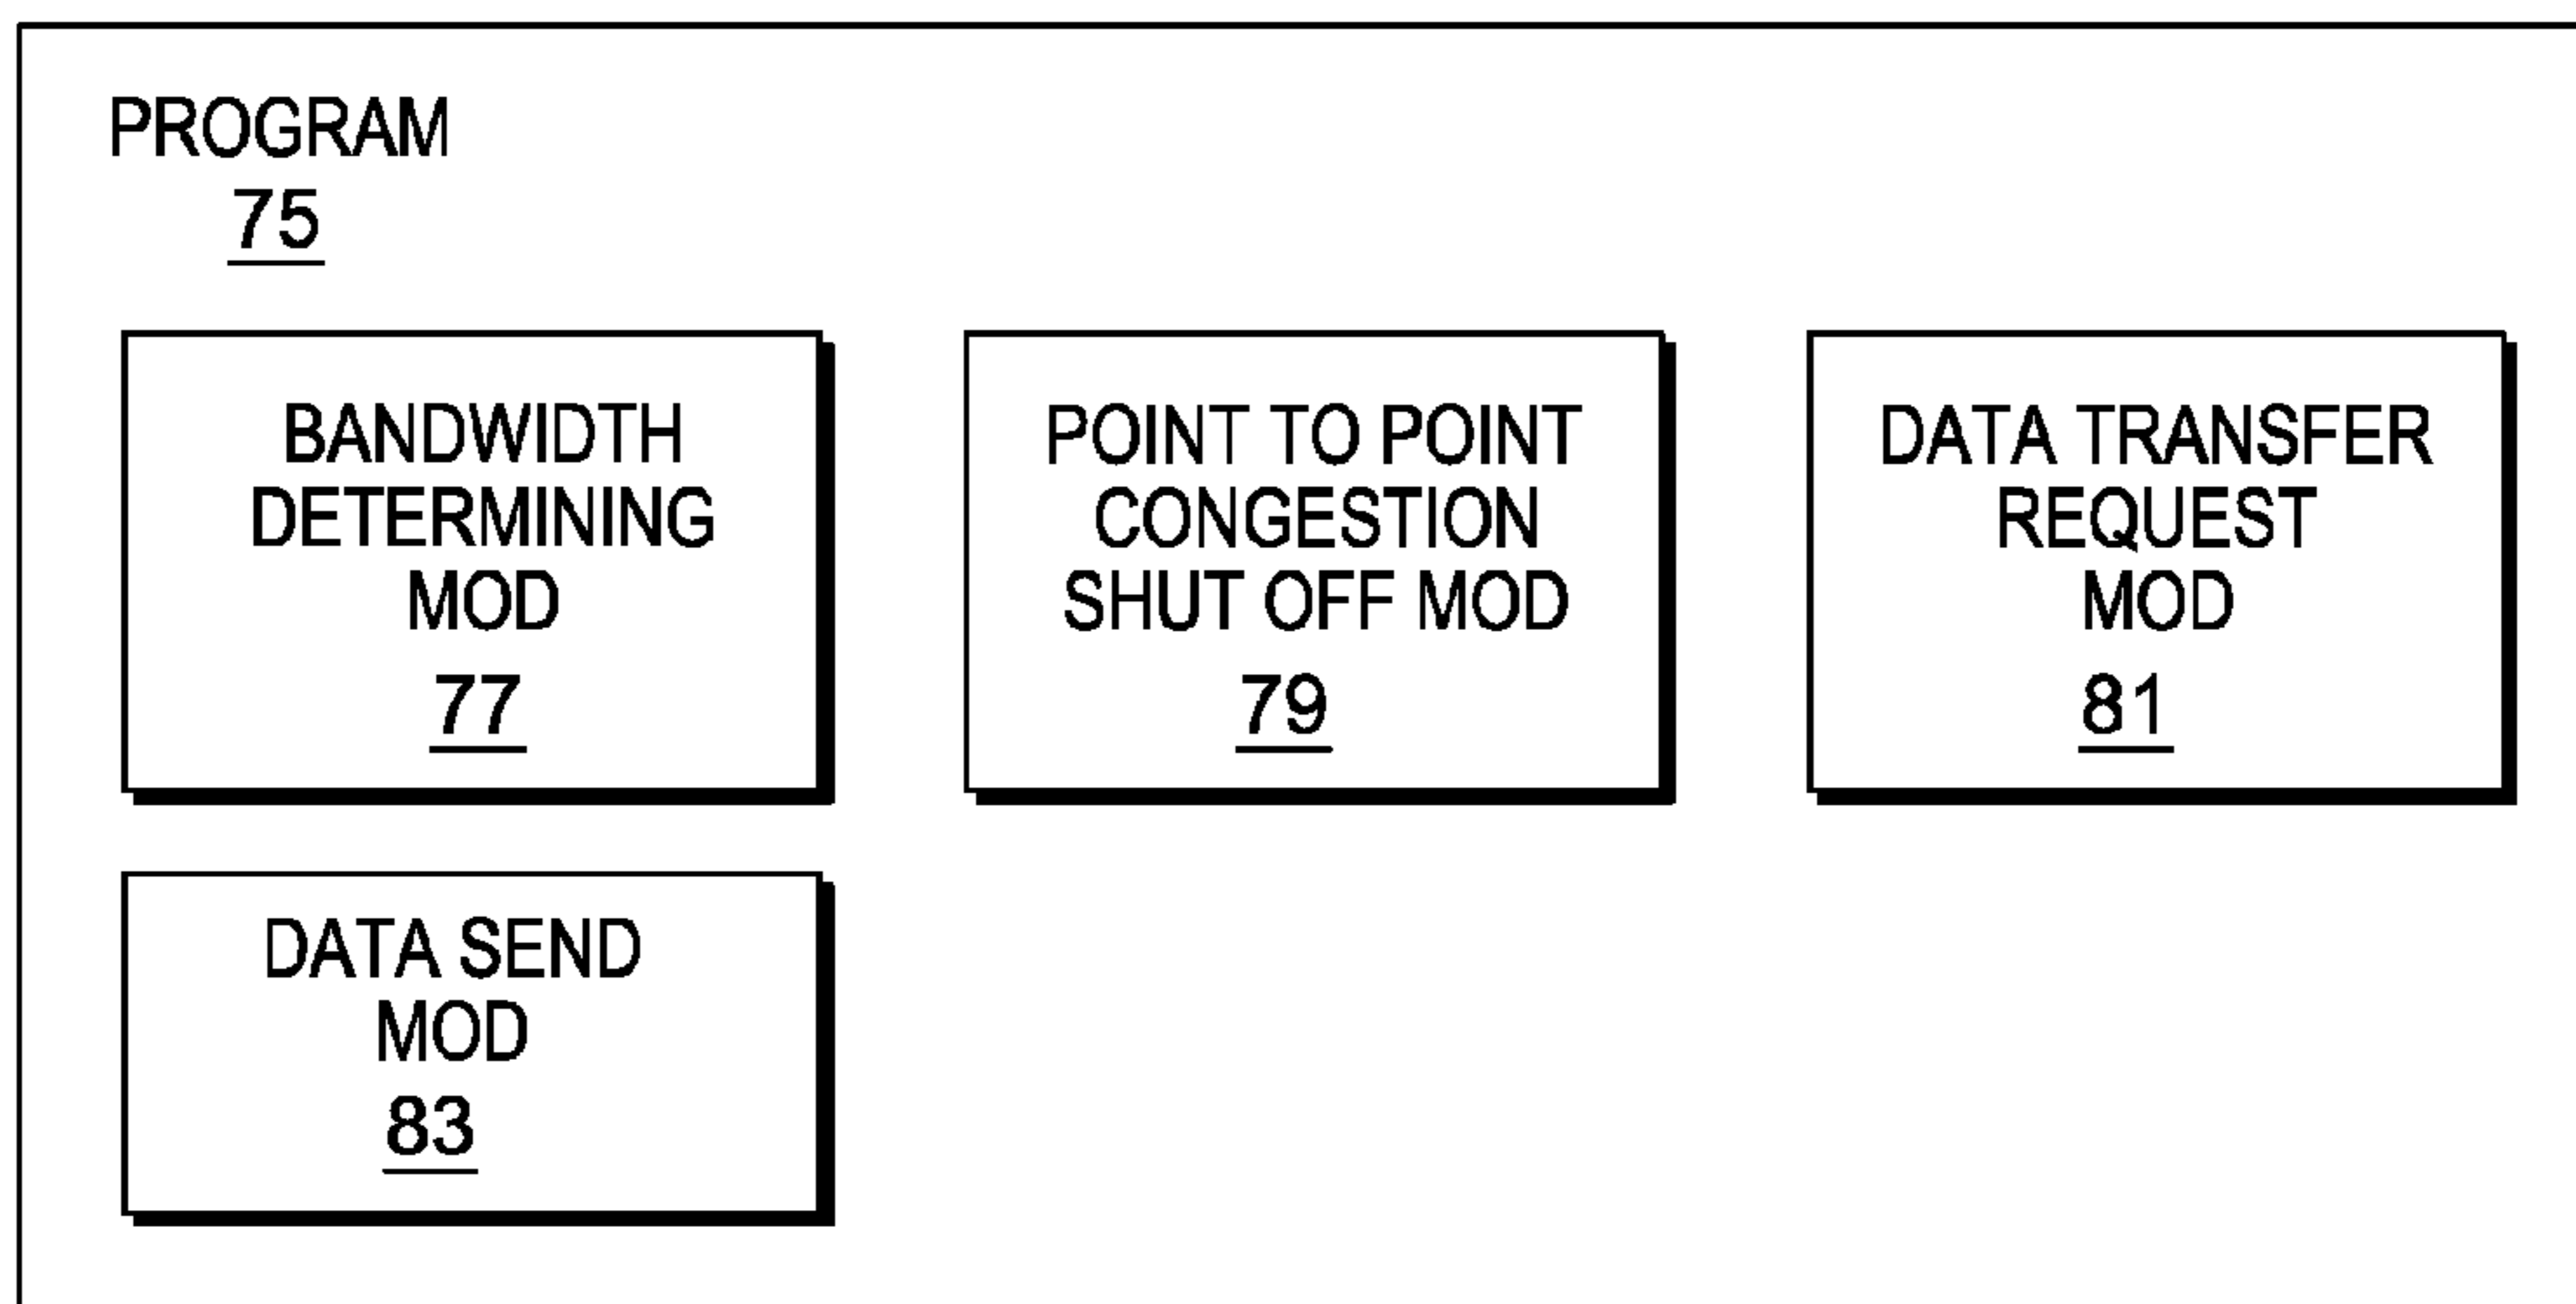 PROGRAM
75
BANDWIDTH
DETERMINING
MOD
77
POINT TO POINT
CONGESTION
SHUT OFF MOD
79
DATA TRANSFER
REQUEST
MOD
81
DATA SEND
MOD
83